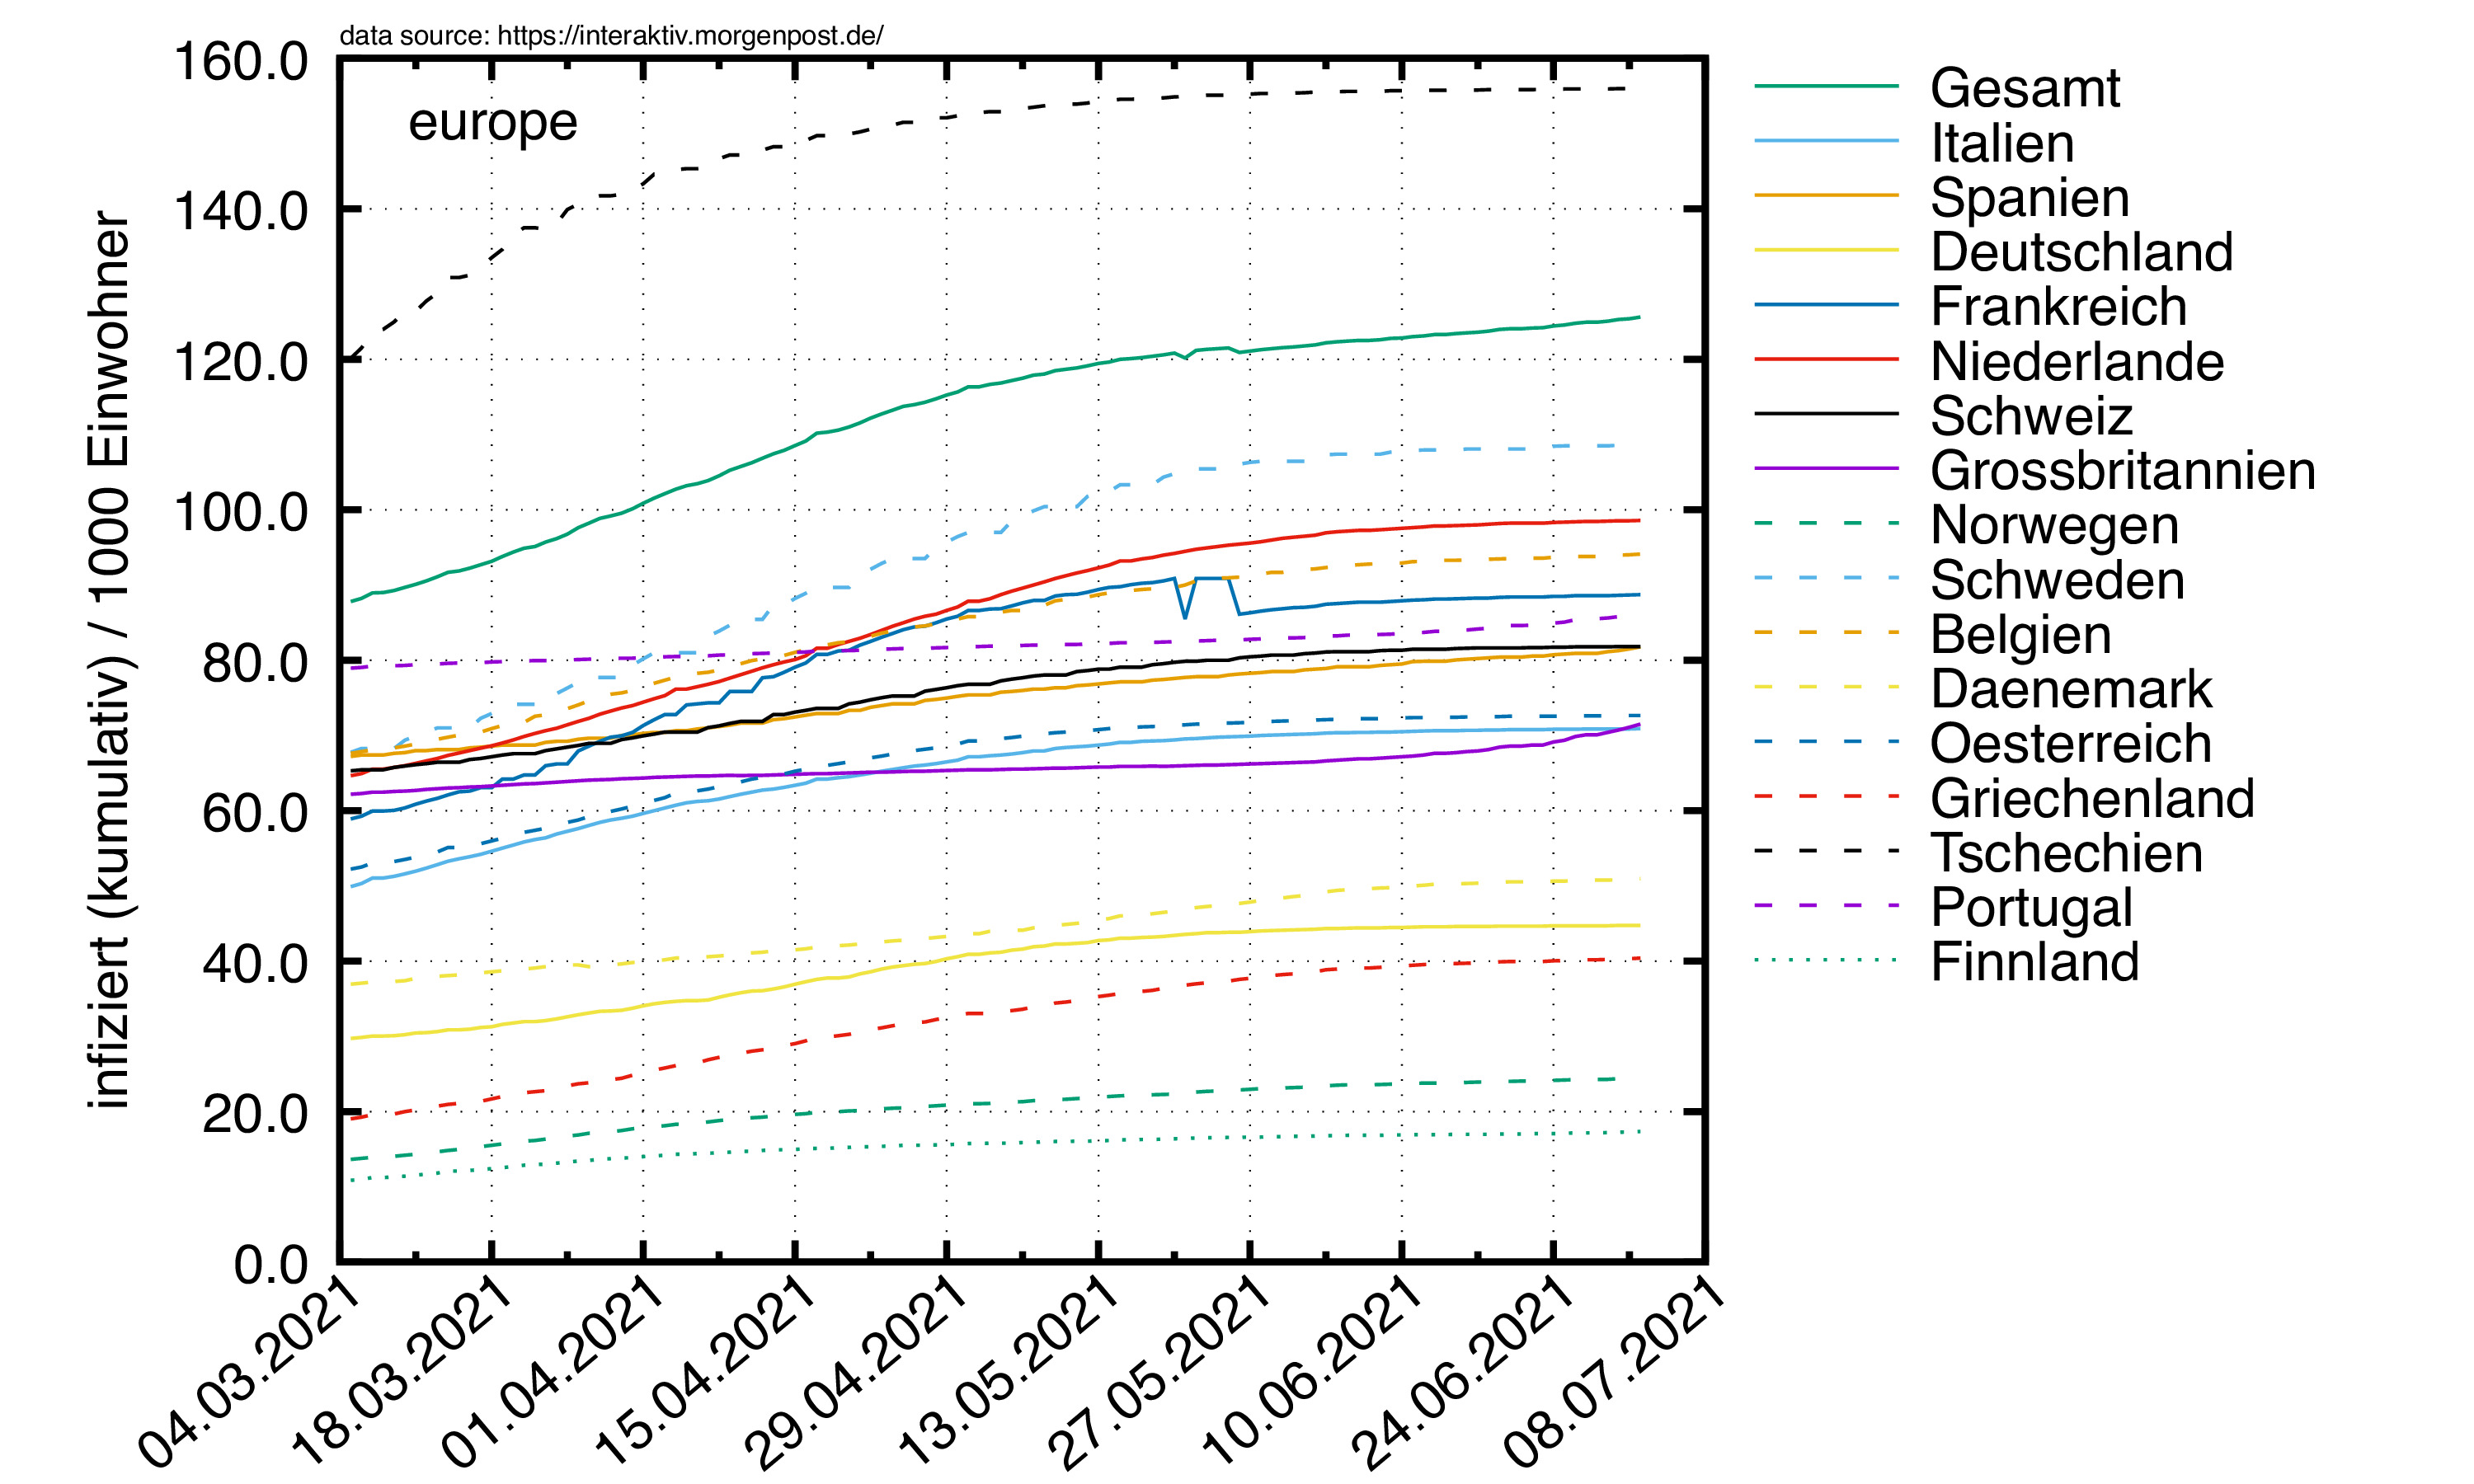 data source: https://interaktiv.morgenpost.de/
160.0
140.0
120.0
100.0
80.0
60.0
40.0
20.0
0.0
infiziert (kumulativ) / 1000 Einwohner
europe
04.03.2021
18.03.2021
01.04.2021
15.04.2021
29.04.2021
13.05.2021
27.05.2021
10.06.2021
24.06.2021
08.07.2021
Gesamt
Italien
Spanien
Deutschland
Frankreich
Niederlande
Schweiz
Grossbritannien
Norwegen
Schweden
Belgien
Daenemark
Oesterreich
Griechenland
Tschechien
Portugal
Finnland